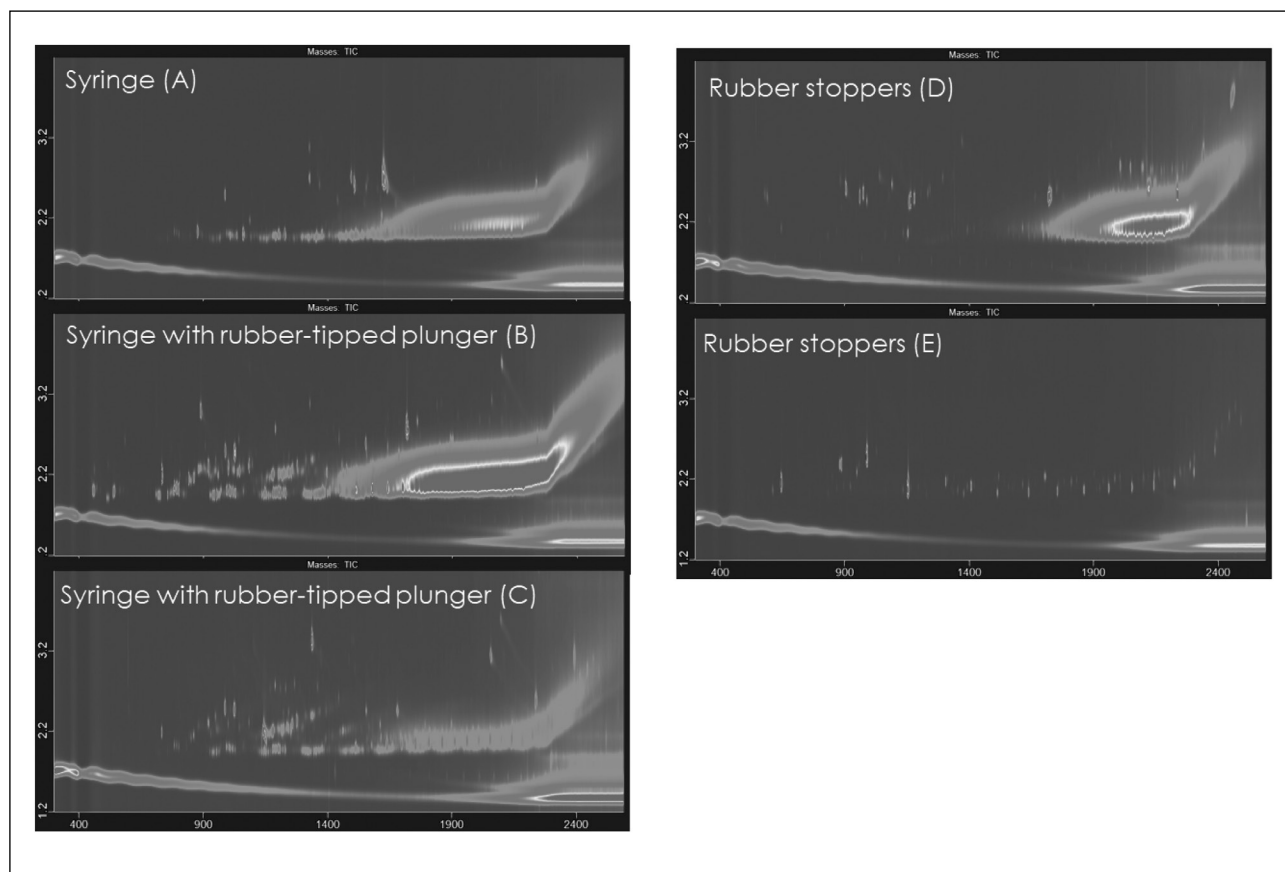 Masses: TIC
Syringe (A)
3.2
2.2
.2
Masses: TIC
Syringe with rubber-tipped plunger (B)
3.2
2.2
.2
Masses: TIC
Syringe with rubber-tipped plunger (C)
3.2
2.2
1.2
400 900 1400 1900 2400
Masses: TIC
Rubber stoppers (D)
3.2
2.2
.2
Masses: TIC
Rubber stoppers (E)
3.2
2.2
1.2
400 900 1400 1900 2400